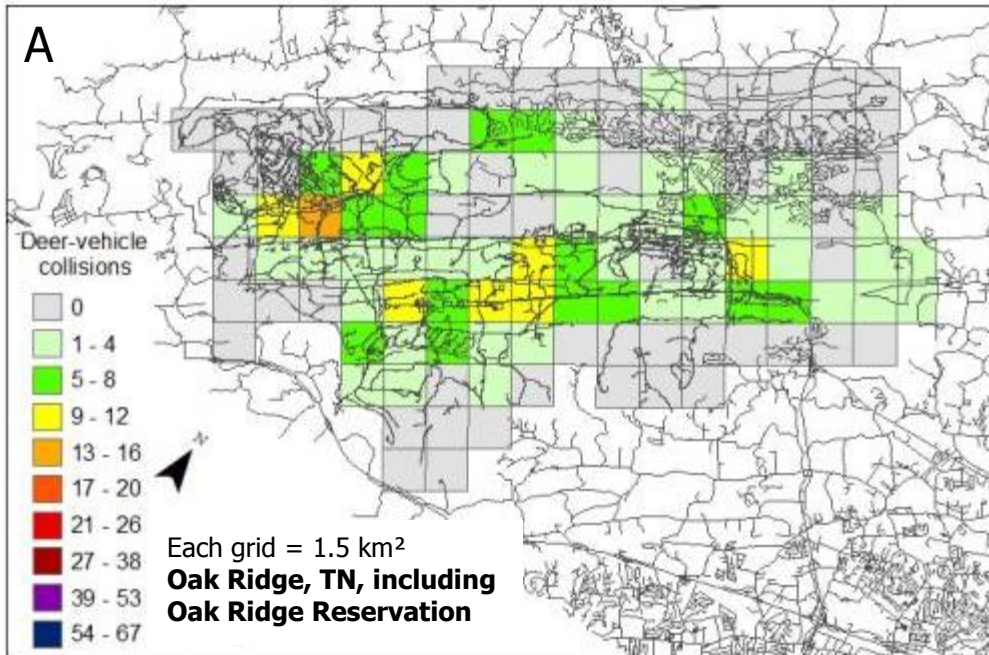 A
Deer-vehicle
collisions
0
1 - 4
5 - 8
9 - 12
13 - 16
17 - 20
21 - 26
27 - 38
39 - 53
54 - 67
N
Each grid = 1.5 km²
Oak Ridge, TN, including
Oak Ridge Reservation